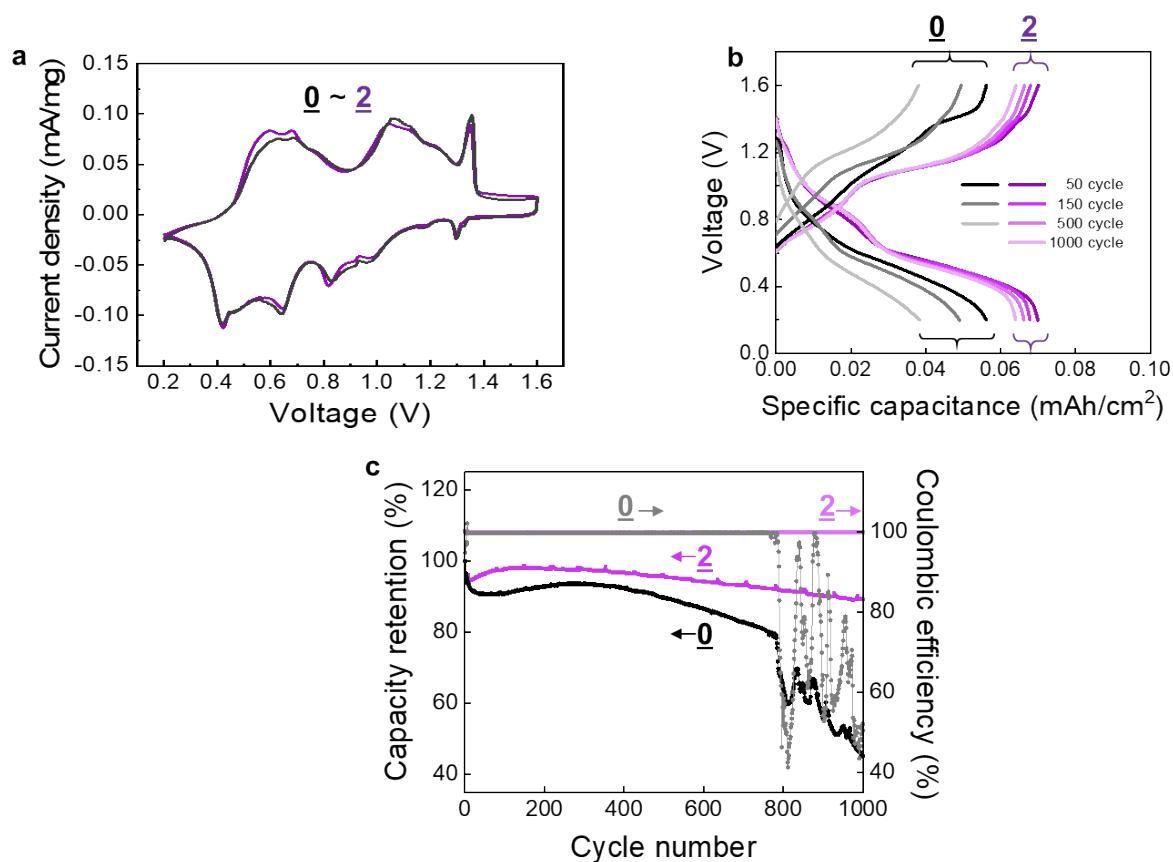 a
Current density (mA/mg)
0.15
0.10
0.05
0.00
-0.05
-0.10
-0.15
0 ~ 2
0.2 0.4 0.6 0.8 1.0 1.2 1.4 1.6
Voltage (V)
b
0 2
Voltage (V)
1.6
1.2
0.8
0.4
0.0
50 cycle
150 cycle
500 cycle
1000 cycle
0.00 0.02 0.04 0.06 0.08 0.10
Specific capacitance (mAh/cm²)
c
Capacity retention (%)
120
100
80
60
40
0 → 2 →
← 2
← 0
100
80
60
40
Coulombic efficiency (%)
0 200 400 600 800 1000
Cycle number